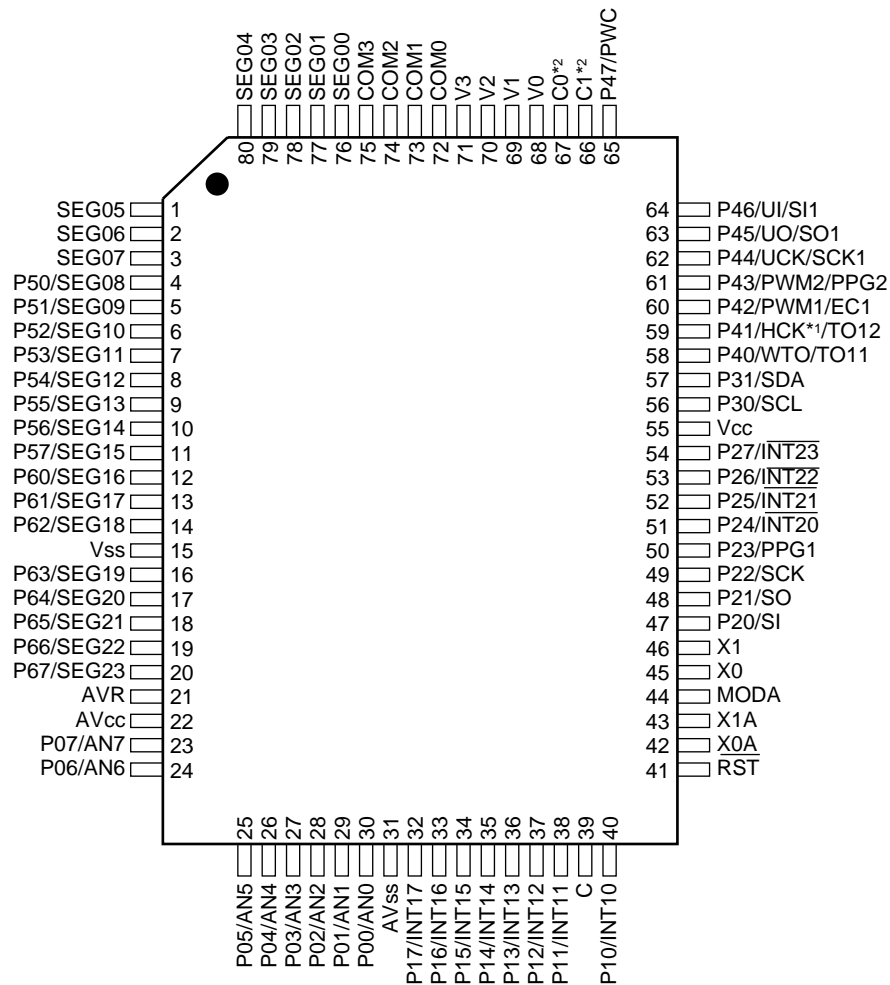 SEG04
SEG03
SEG02
SEG01
SEG00
COM3
COM2
COM1
COM0
V3
V2
V1
V0
C0*2
C1*2
P47/PWC
80
79
78
77
76
75
74
73
72
71
70
69
68
67
66
65
SEG05 1 64 P46/UI/SI1
SEG06 2 63 P45/UO/SO1
SEG07 3 62 P44/UCK/SCK1
P50/SEG08 4 61 P43/PWM2/PPG2
P51/SEG09 5 60 P42/PWM1/EC1
P52/SEG10 6 59 P41/HCK*1/TO12
P53/SEG11 7 58 P40/WTO/TO11
P54/SEG12 8 57 P31/SDA
P55/SEG13 9 56 P30/SCL
P56/SEG14 10 55 Vcc
P57/SEG15 11 54 P27/INT23
P60/SEG16 12 53 P26/INT22
P61/SEG17 13 52 P25/INT21
P62/SEG18 14 51 P24/INT20
Vss 15 50 P23/PPG1
P63/SEG19 16 49 P22/SCK
P64/SEG20 17 48 P21/SO
P65/SEG21 18 47 P20/SI
P66/SEG22 19 46 X1
P67/SEG23 20 45 X0
AVR 21 44 MODA
AVcc 22 43 X1A
P07/AN7 23 42 X0A
P06/AN6 24 41 RST
25
26
27
28
29
30
31
32
33
34
35
36
37
38
39
40
P05/AN5
P04/AN4
P03/AN3
P02/AN2
P01/AN1
P00/AN0
AVss
P17/INT17
P16/INT16
P15/INT15
P14/INT14
P13/INT13
P12/INT12
P11/INT11
C
P10/INT10